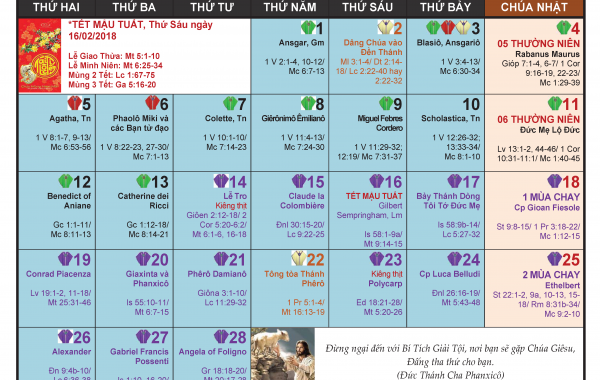 THỨ HAI THỨ BA THỨ TƯ THỨ NĂM THỨ SÁU THỨ BẢY CHÚA NHẬT
*TẾT MẬU TUẤT, Thứ Sáu ngày
16/02/2018
Lễ Giao Thừa: Mt 5:1-10
Lễ Minh Niên: Mt 6:25-34
Mùng 2 Tết: Lc 1:67-75
Mùng 3 Tết: Ga 5:16-20
1
Ansgar, Gm
1 V 2:1-4, 10-12/
Mc 6:7-13
2
Dâng Chúa vào
Đền Thánh
Ml 3:1-4/ Dt 2:14-
18/ Lc 2:22-40 hay
2:22-32
3
Blasiô, Ansgariô
1 V 3:4-13/
Mc 6:30-34
4
05 THƯỜNG NIÊN
Rabanus Maurus
Gióp 7:1-4, 6-7/ 1 Cor
9:16-19, 22-23/
Mc 1:29-39
5
Agatha, Tn
1 V 8:1-7, 9-13/
Mc 6:53-56
6
Phaolô Miki và
các Bạn tử đạo
1 V 8:22-23, 27-30/
Mc 7:1-13
7
Colette, Tn
1 V 10:1-10/
Mc 7:14-23
8
Giêrônimô Êmilianô
1 V 11:4-13/
Mc 7:24-30
9
Miguel Febres
Cordero
1 V 11:29-32;
12:19/ Mc 7:31-37
10
Scholastica, Tn
1 V 12:26-32;
13:33-34/
Mc 8:1-10
11
06 THƯỜNG NIÊN
Đức Mẹ Lộ Đức
Lv 13:1-2, 44-46/ 1 Cor
10:31-11:1/ Mc 1:40-45
12
Benedict of
Aniane
Gc 1:1-11/
Mc 8:11-13
13
Catherine dei
Ricci
Gc 1:12-18/
Mc 8:14-21
14
Lễ Tro
Kiêng thịt
Giôen 2:12-18/ 2
Cor 5:20-6:2/
Mt 6:1-6, 16-18
15
Claude la
Colombière
Đnl 30:15-20/
Lc 9:22-25
16
TẾT MẬU TUẤT
Gilbert
Sempringham, Lm
Is 58:1-9a/
Mt 9:14-15
17
Bảy Thánh Dòng
Tôi Tớ Đức Mẹ
Is 58:9b-14/
Lc 5:27-32
18
1 MÙA CHAY
Cp Gioan Fiesole
St 9:8-15/ 1 Pr 3:18-22/
Mc 1:12-15
19
Conrad Piacenza
Lv 19:1-2, 11-18/
Mt 25:31-46
20
Giaxinta và
Phanxicô
Is 55:10-11/
Mt 6:7-15
21
Phêrô Damianô
Giôna 3:1-10/
Lc 11:29-32
22
Tông tòa Thánh
Phêrô
1 Pr 5:1-4/
Mt 16:13-19
23
Kiêng thịt
Polycarp
Ed 18:21-28/
Mt 5:20-26
24
Cp Luca Belludi
Đnl 26:16-19/
Mt 5:43-48
25
2 MÙA CHAY
Ethelbert
St 22:1-2, 9a, 10-13, 15-
18/ Rm 8:31b-34/
Mc 9:2-10
26
Alexander
Đn 9:4b-10/
Lc 6:36-38
27
Gabriel Francis
Possenti
Is 1:10, 16-20/
28
Angela of Foligno
Gr 18:18-20/
Đừng ngại đến với Bí Tích Giải Tội, nơi bạn sẽ gặp Chúa Giêsu,
Đấng tha thứ cho bạn.
(Đức Thánh Cha Phanxicô)